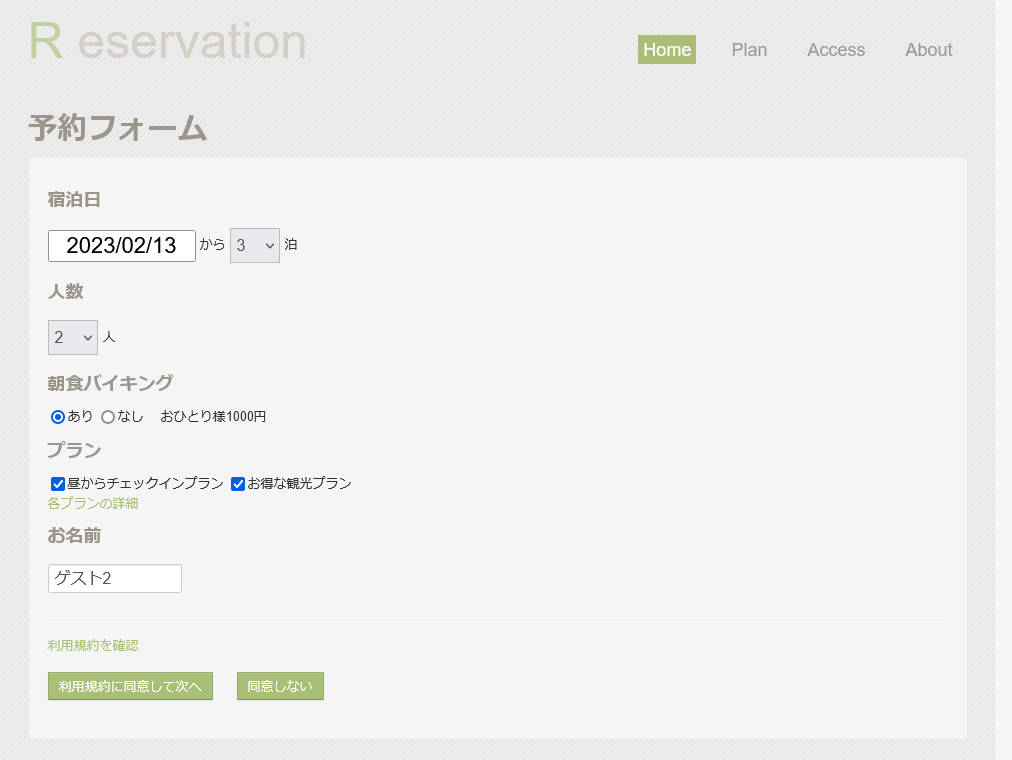 R eservation
Home Plan Access About
予約フォーム
宿泊日
2023/02/13 から 3 泊
人数
2 人
朝食バイキング
あり なし おひとり様1000円
プラン
昼からチェックインプラン お得な観光プラン
各プランの詳細
お名前
ゲスト2
利用規約を確認
利用規約に同意して次へ 同意しない